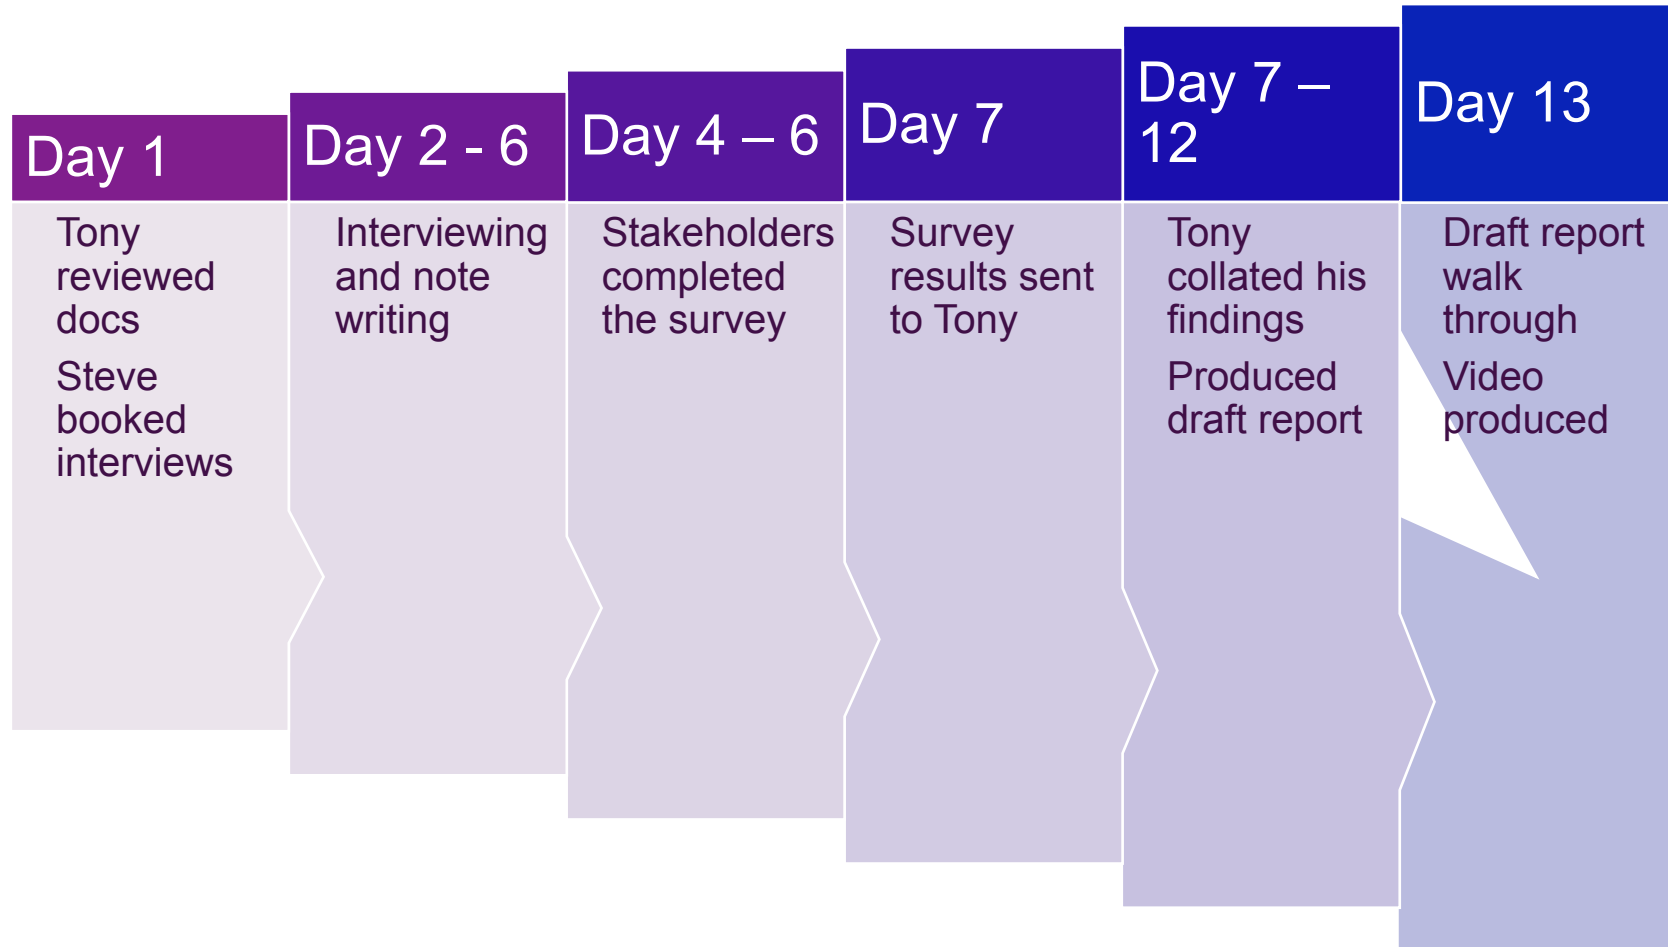 Day 1
Tony
reviewed
docs
Steve
booked
interviews
Day 2 - 6
Interviewing
and note
writing
Day 4 – 6
Stakeholders
completed
the survey
Day 7
Survey
results sent
to Tony
Day 7 –
12
Tony
collated his
findings
Produced
draft report
Day 13
Draft report
walk
through
Video
produced